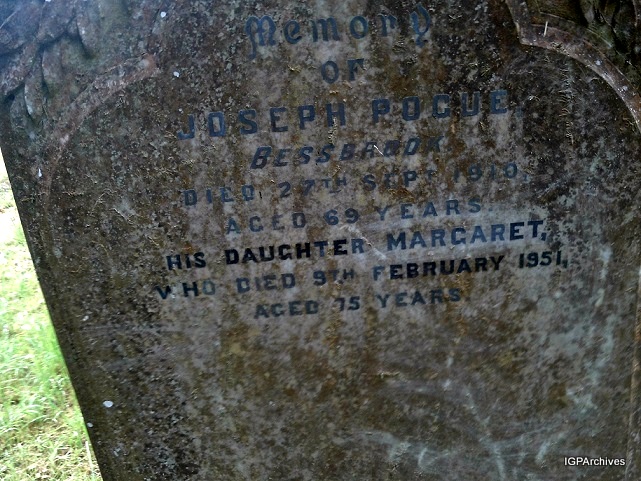 Memory
OF
JOSEPH POGUE,
BESSBROOK
DIED 27TH SEPT 1910,
AGED 69 YEARS.
HIS DAUGHTER MARGARET,
WHO DIED 9TH FEBRUARY 1951,
AGED 75 YEARS.
IGPArchives